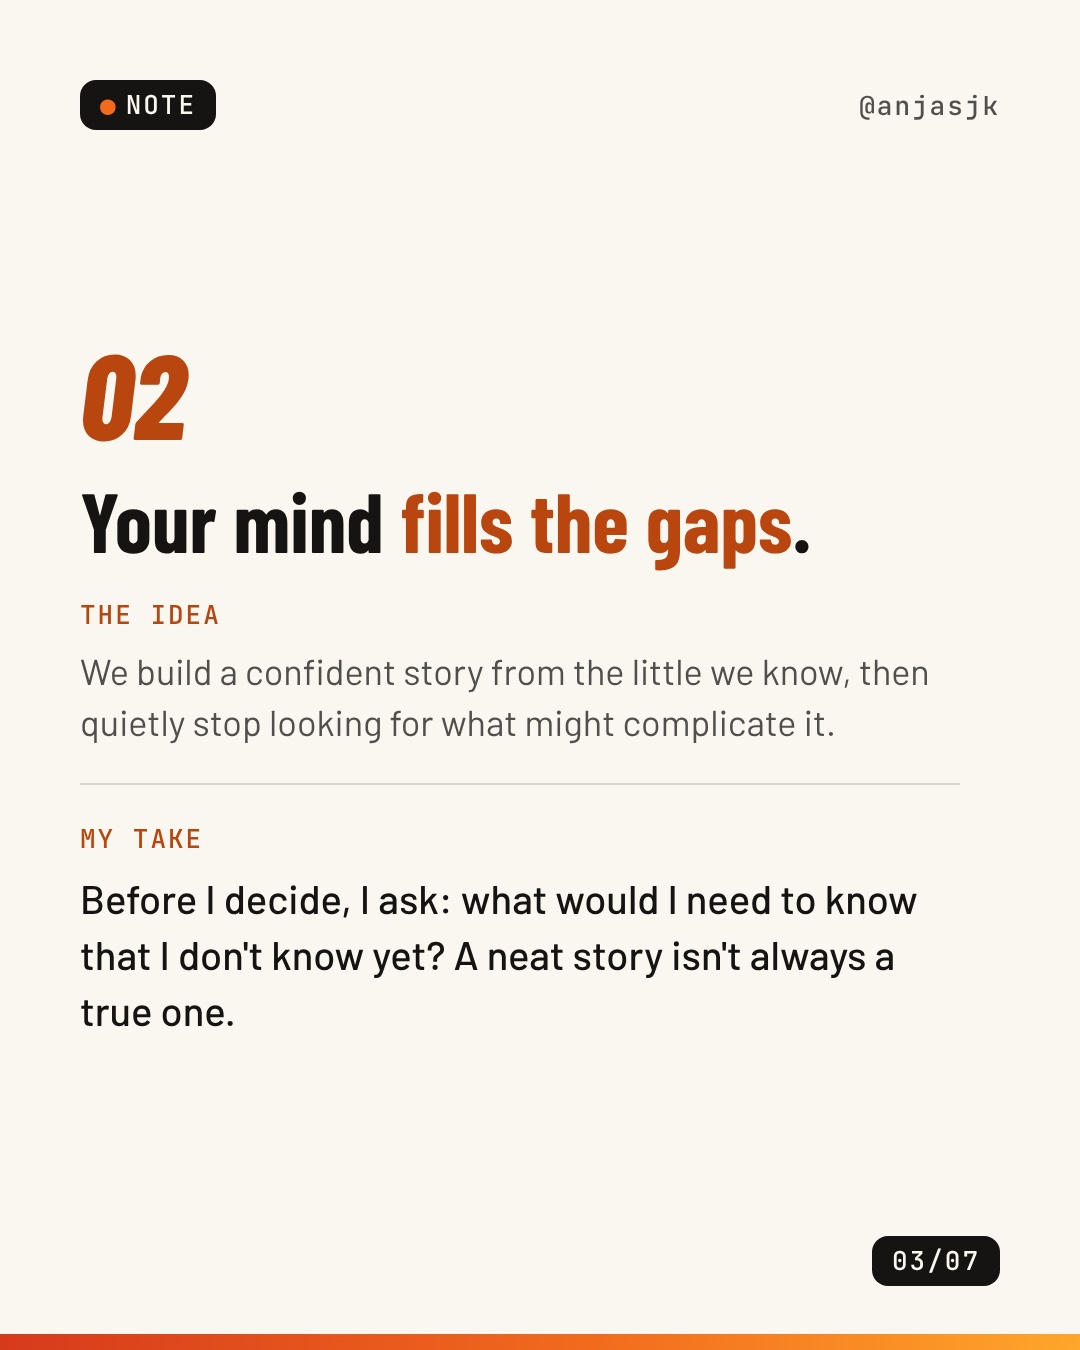 NOTE
@anjasjk
02
Your mind fills the gaps.
THE IDEA
We build a confident story from the little we know, then
quietly stop looking for what might complicate it.
MY TAKE
Before I decide, I ask: what would I need to know
that I don't know yet? A neat story isn't always a
true one.
03/07